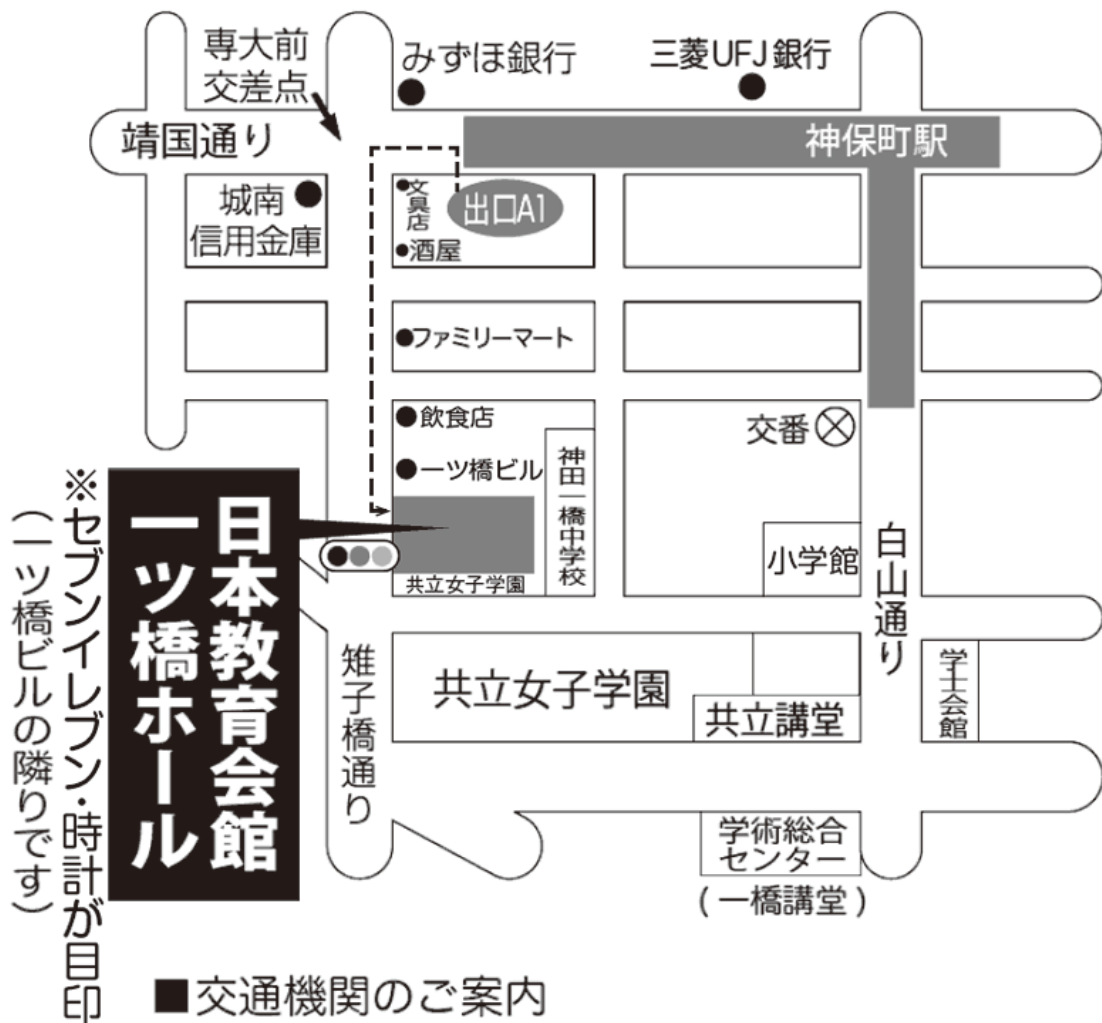 専大前
交差点
みずほ銀行
三菱UFJ銀行
靖国通り
神保町駅
城南
信用金庫
文具店
出口A1
酒屋
ファミリーマート
飲食店
一ツ橋ビル
神田一橋中学校
交番
共立女子学園
小学館
白山通り
日本教育会館
一ツ橋ホール
※セブンイレブン・時計が目印
(一ツ橋ビルの隣りです)
雉子橋通り
共立女子学園
共立講堂
学士会館
学術総合
センター
(一橋講堂)
■交通機関のご案内